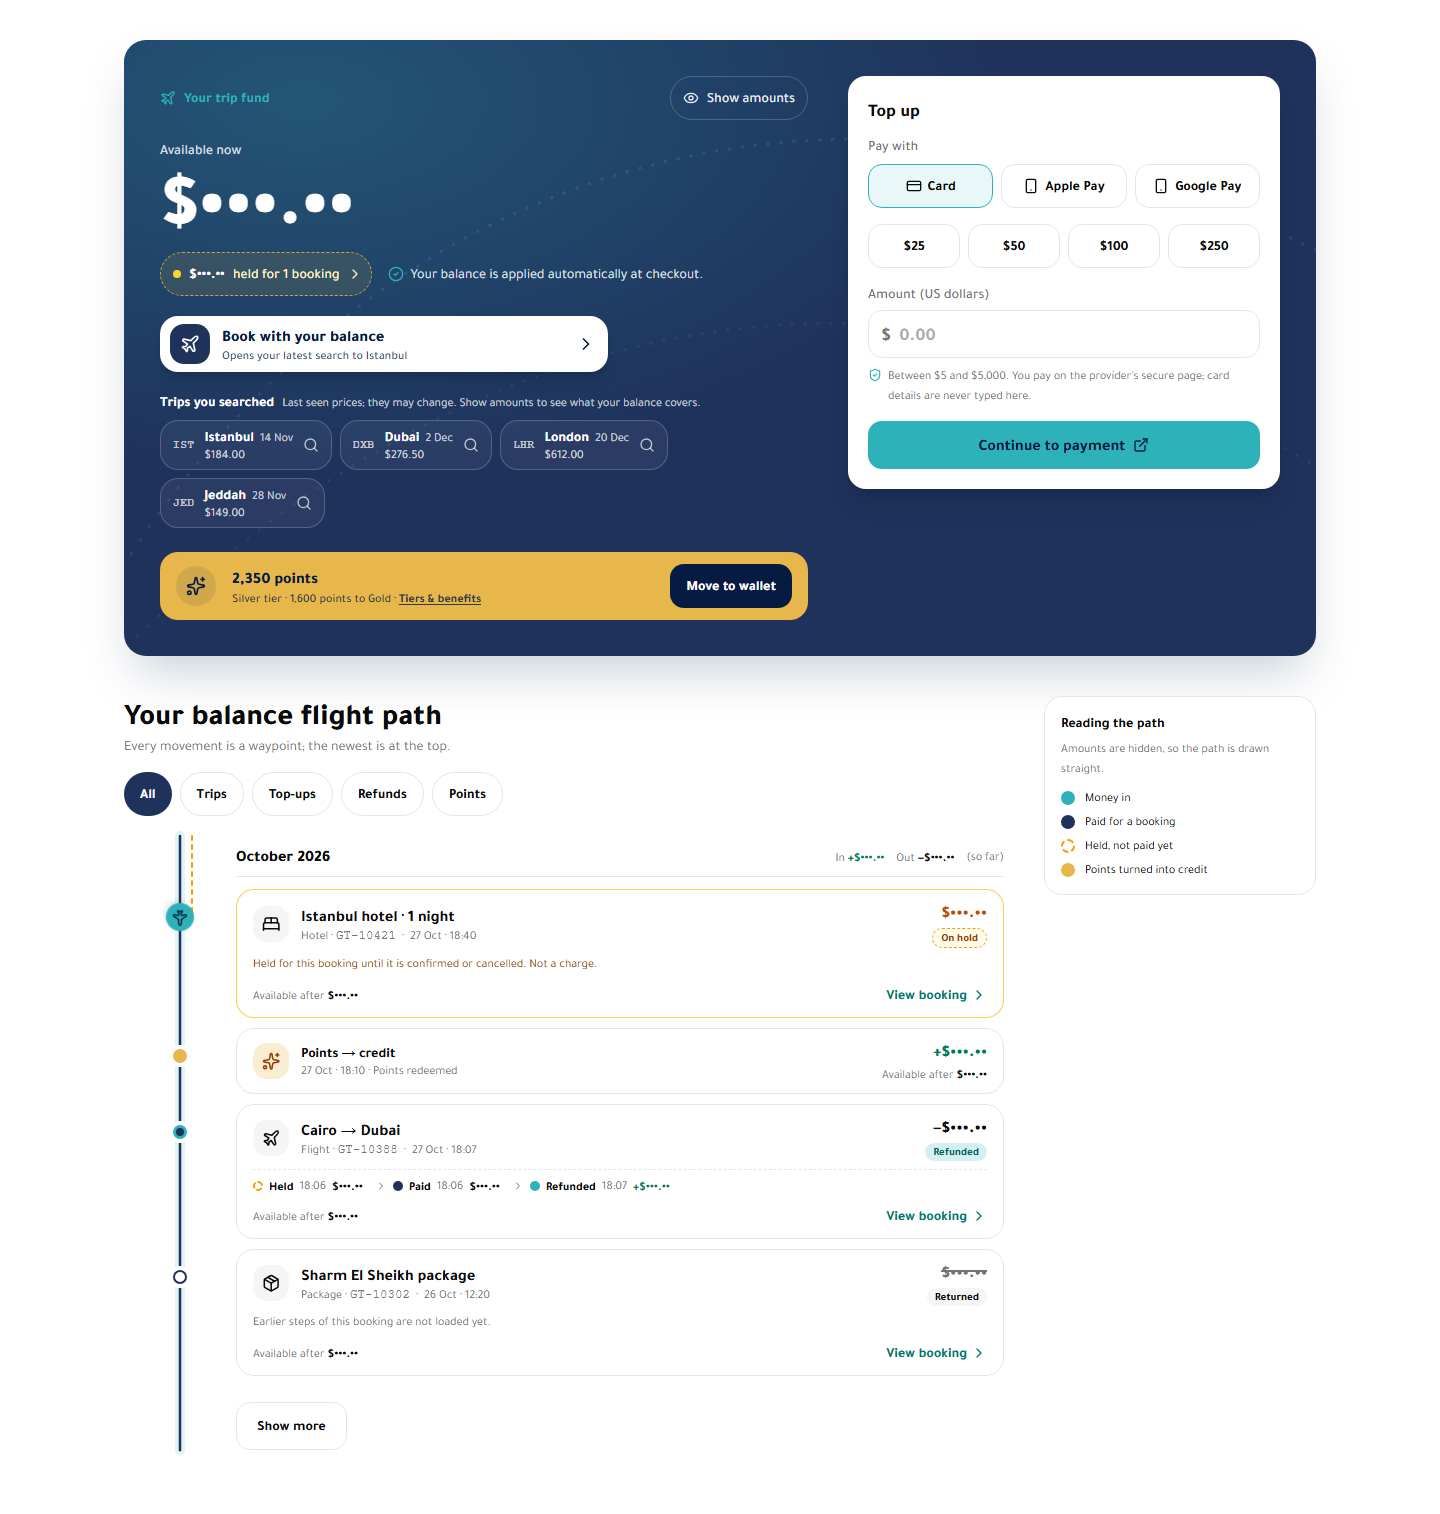 Your trip fund
Show amounts
Available now
$•••.••
$•••.•• held for 1 booking
Your balance is applied automatically at checkout.
Book with your balance
Opens your latest search to Istanbul
Trips you searched Last seen prices; they may change. Show amounts to see what your balance covers.
IST Istanbul 14 Nov
$184.00
DXB Dubai 2 Dec
$276.50
LHR London 20 Dec
$612.00
JED Jeddah 28 Nov
$149.00
2,350 points
Silver tier · 1,600 points to Gold · Tiers & benefits
Move to wallet
Top up
Pay with
Card
Apple Pay
Google Pay
$25
$50
$100
$250
Amount (US dollars)
$ 0.00
Between $5 and $5,000. You pay on the provider's secure page; card
details are never typed here.
Continue to payment
Your balance flight path
Every movement is a waypoint; the newest is at the top.
All
Trips
Top-ups
Refunds
Points
October 2026
In +$•••.•• Out −$•••.•• (so far)
Istanbul hotel · 1 night
$•••.••
Hotel · GT-10421 · 27 Oct · 18:40
On hold
Held for this booking until it is confirmed or cancelled. Not a charge.
Available after $•••.••
View booking
Points → credit
+$•••.••
27 Oct · 18:10 · Points redeemed
Available after $•••.••
Cairo → Dubai
−$•••.••
Flight · GT-10388 · 27 Oct · 18:07
Refunded
Held 18:06 $•••.•• Paid 18:06 $•••.•• Refunded 18:07 +$•••.••
Available after $•••.••
View booking
Sharm El Sheikh package
$•••.••
Package · GT-10302 · 26 Oct · 12:20
Returned
Earlier steps of this booking are not loaded yet.
Available after $•••.••
View booking
Show more
Reading the path
Amounts are hidden, so the path is drawn
straight.
Money in
Paid for a booking
Held, not paid yet
Points turned into credit